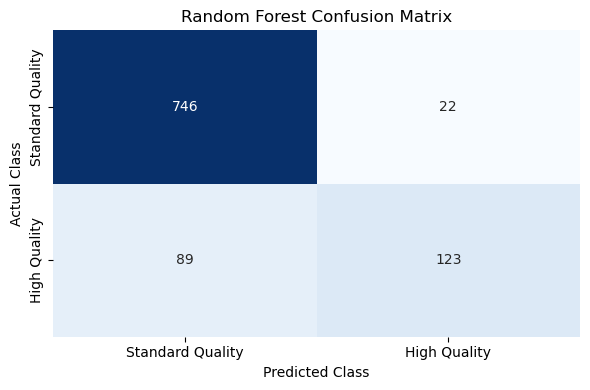 Random Forest Confusion Matrix
Actual Class
Standard Quality
746
22
High Quality
89
123
Standard Quality
High Quality
Predicted Class